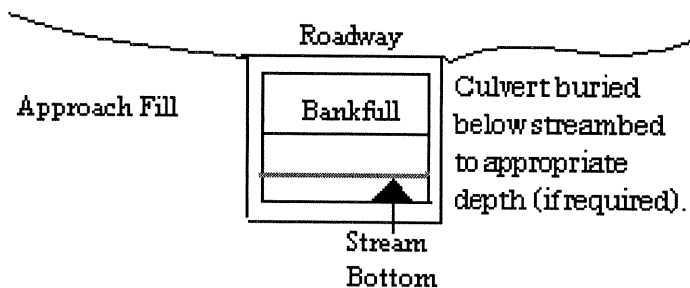 Roadway
Approach Fill
Bankfull
Culvert buried
below streambed
to appropriate
depth (if required).
Stream
Bottom